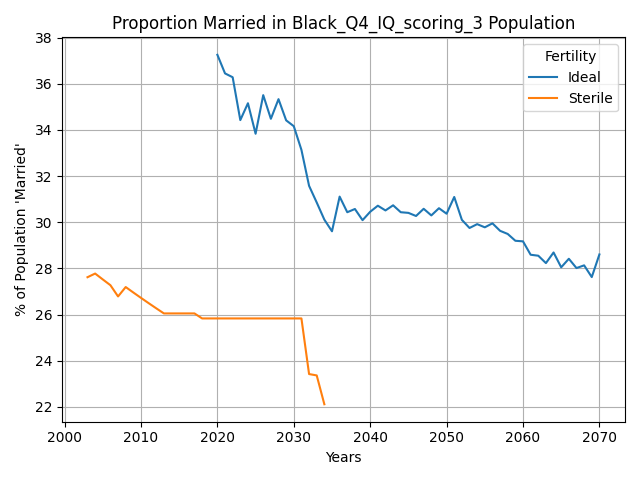 Proportion Married in Black_Q4_IQ_scoring_3 Population
% of Population 'Married'
38
36
34
32
30
28
26
24
22
Fertility
Ideal
Sterile
2000 2010 2020 2030 2040 2050 2060 2070
Years